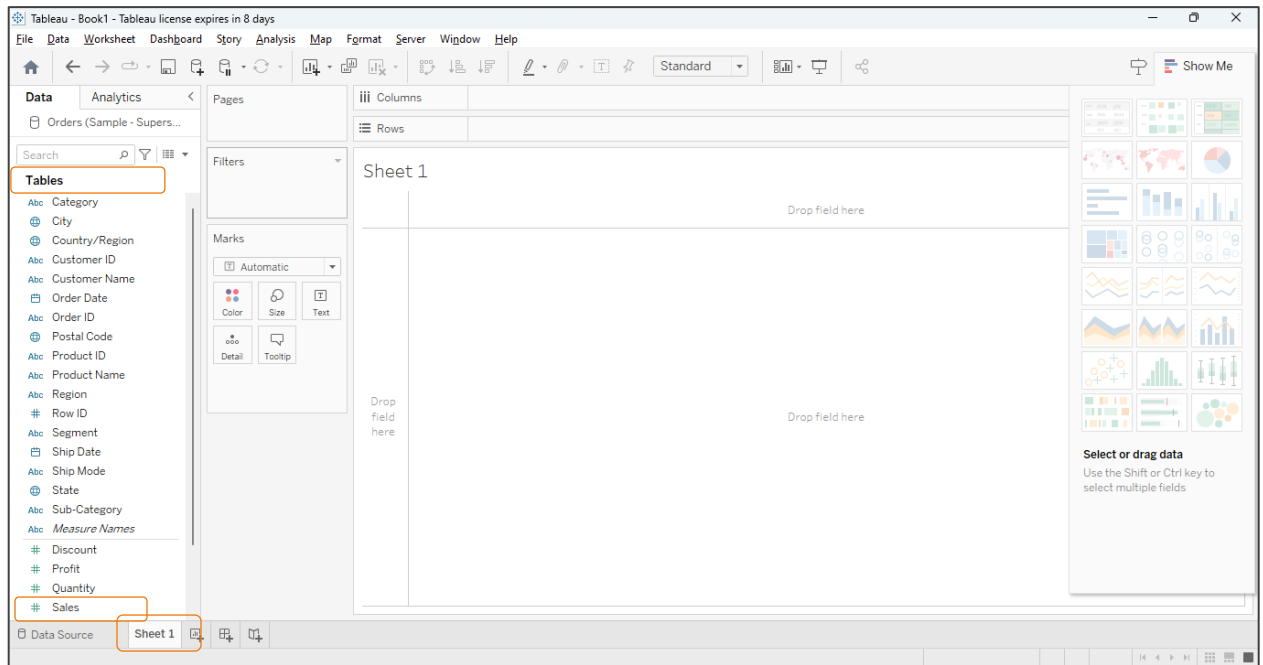 Tableau - Book1 - Tableau license expires in 8 days
File Data Worksheet Dashboard Story Analysis Map Format Server Window Help
Standard
Show Me
Data Analytics
Orders (Sample - Supers...
Search
Tables
Abc Category
City
Country/Region
Abc Customer ID
Abc Customer Name
Order Date
Abc Order ID
Postal Code
Abc Product ID
Abc Product Name
Abc Region
# Row ID
Abc Segment
Ship Date
Abc Ship Mode
State
Abc Sub-Category
Abc Measure Names
# Discount
# Profit
# Quantity
# Sales
Pages
Filters
Marks
T Automatic
Color Size Text
Detail Tooltip
Columns
Rows
Sheet 1
Drop field here
Drop
field
here
Drop field here
Select or drag data
Use the Shift or Ctrl key to
select multiple fields
Data Source Sheet 1